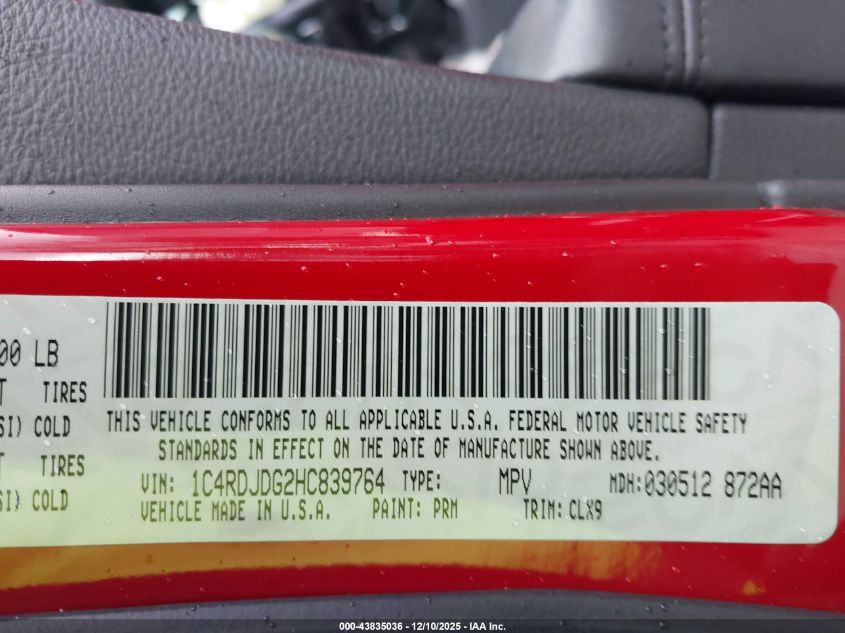 00 LB
T TIRES
SI) COLD
T TIRES
SI) COLD
THIS VEHICLE CONFORMS TO ALL APPLICABLE U.S.A. FEDERAL MOTOR VEHICLE SAFETY
STANDARDS IN EFFECT ON THE DATE OF MANUFACTURE SHOWN ABOVE.
VIN: 1C4RDJDG2HC839764 TYPE: MPV MDH:030512 872AA
VEHICLE MADE IN U.S.A. PAINT: PRM TRIM: CLX9
000-43835036 - 12/10/2025 - IAA Inc.